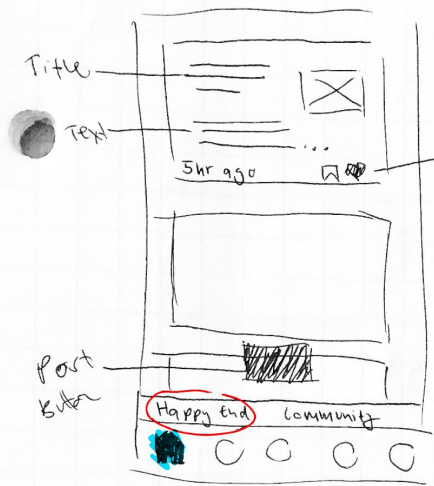 Title
Text
...
5hr ago
Post
Button
Happy End Community